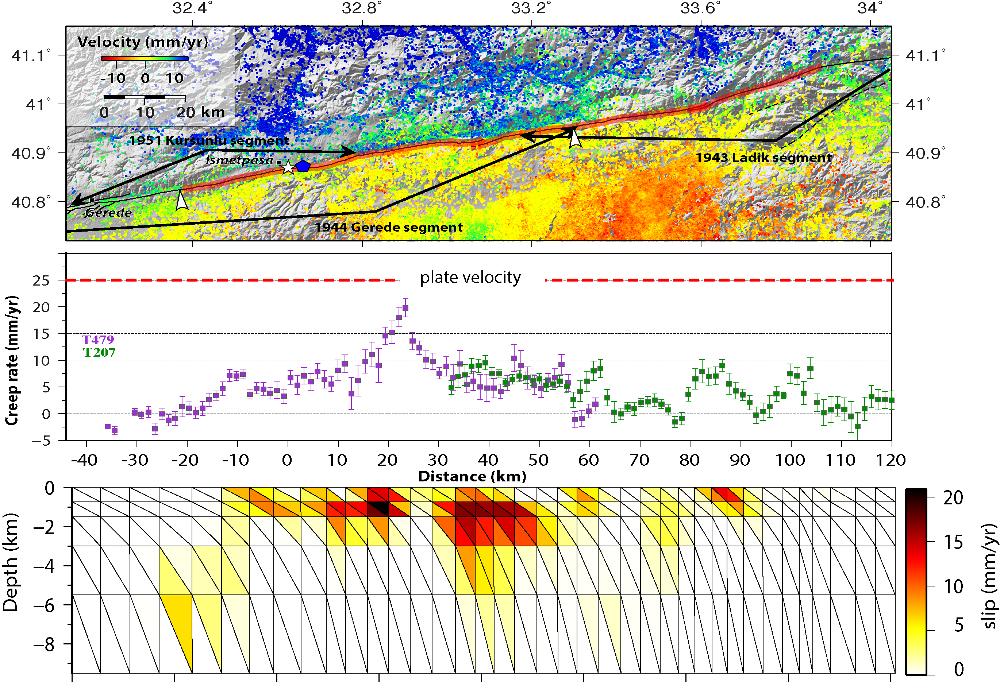 32.4° 32.8° 33.2° 33.6° 34°
Velocity (mm/yr)
-10 0 10
0 10 20 km
41.1° 41.1°
41° 41°
40.9° 40.9°
40.8° 40.8°
1951 Kursunlu segment
Ismetpasa
1943 Ladik segment
Gerede
1944 Gerede segment
plate velocity
Creep rate (mm/yr)
25
20
15
10
5
0
−5
T479
T207
-40 -30 -20 -10 0 10 20 30 40 50 60 70 80 90 100 110 120
Distance (km)
Depth (km)
0
−2
−4
−6
−8
20
15
10
5
0
slip (mm/yr)